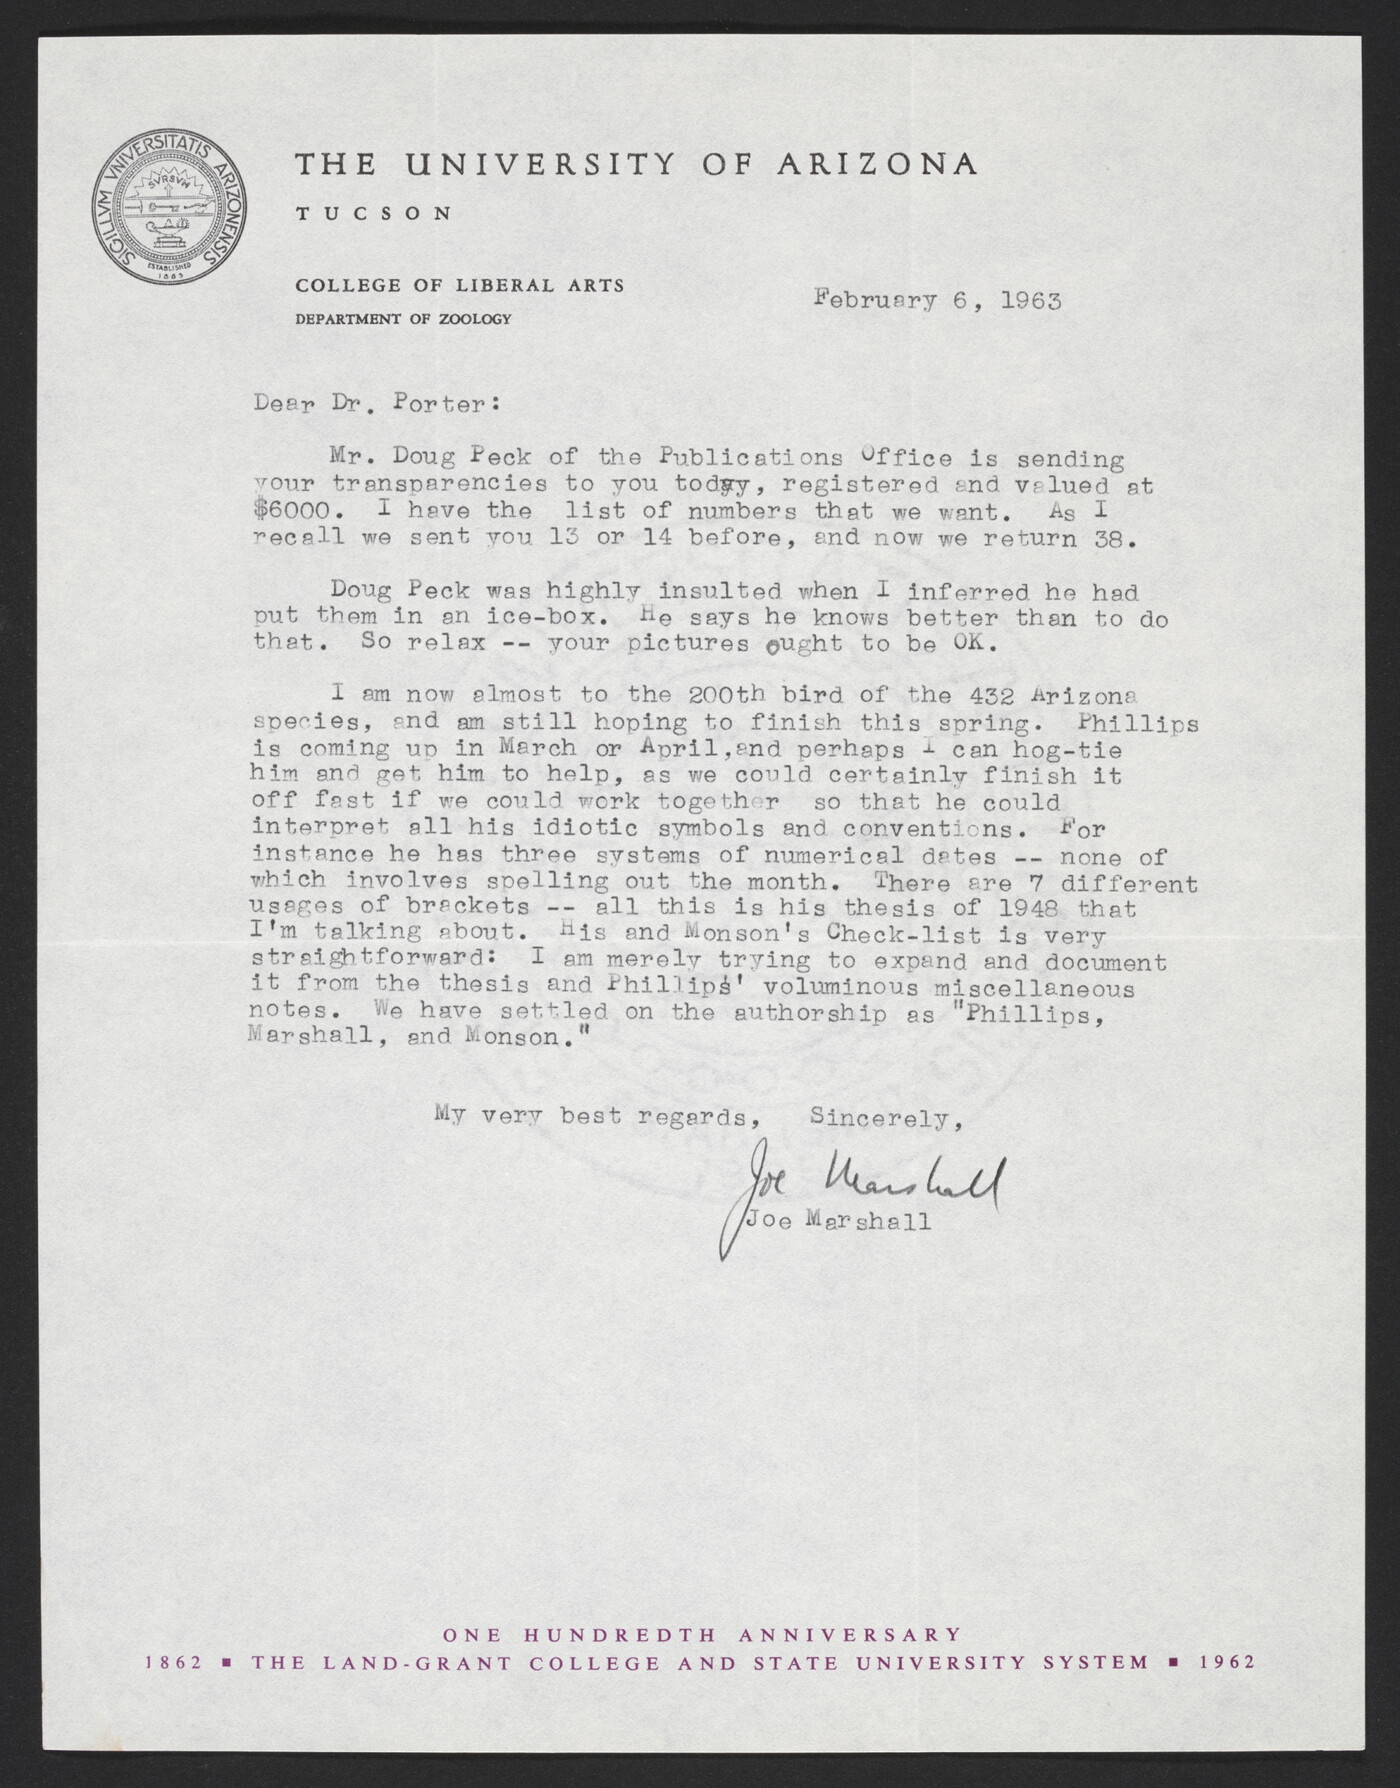 SIGILLVM VNIVERSITATIS ARIZONENSIS
SVRSVM
ESTABLISHED
1885
THE UNIVERSITY OF ARIZONA
TUCSON
COLLEGE OF LIBERAL ARTS
DEPARTMENT OF ZOOLOGY
February 6, 1963
Dear Dr. Porter:
Mr. Doug Peck of the Publications Office is sending
your transparencies to you today, registered and valued at
$6000. I have the list of numbers that we want. As I
recall we sent you 13 or 14 before, and now we return 38.
Doug Peck was highly insulted when I inferred he had
put them in an ice-box. He says he knows better than to do
that. So relax -- your pictures ought to be OK.
I am now almost to the 200th bird of the 432 Arizona
species, and am still hoping to finish this spring. Phillips
is coming up in March or April,and perhaps I can hog-tie
him and get him to help, as we could certainly finish it
off fast if we could work together so that he could
interpret all his idiotic symbols and conventions. For
instance he has three systems of numerical dates -- none of
which involves spelling out the month. There are 7 different
usages of brackets -- all this is his thesis of 1948 that
I'm talking about. His and Monson's Check-list is very
straightforward: I am merely trying to expand and document
it from the thesis and Phillips' voluminous miscellaneous
notes. We have settled on the authorship as "Phillips,
Marshall, and Monson."
My very best regards, Sincerely,
Joe Marshall
Joe Marshall
ONE HUNDREDTH ANNIVERSARY
1862 ■ THE LAND-GRANT COLLEGE AND STATE UNIVERSITY SYSTEM ■ 1962